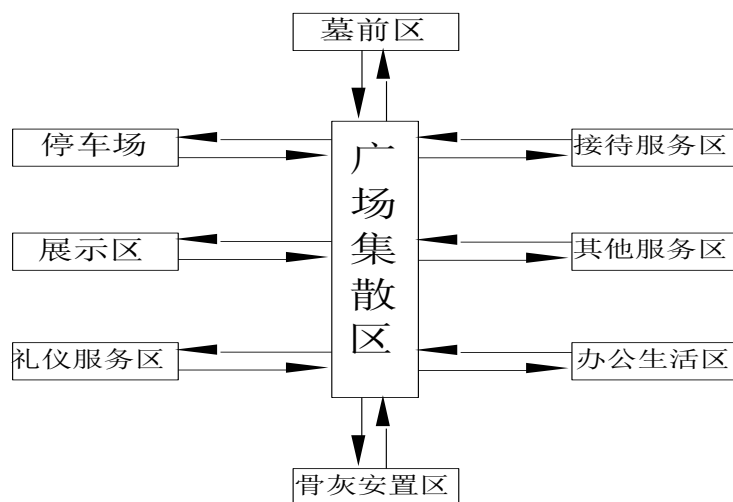 墓前区
停车场
接待服务区
广场集散区
展示区
其他服务区
礼仪服务区
办公生活区
骨灰安置区